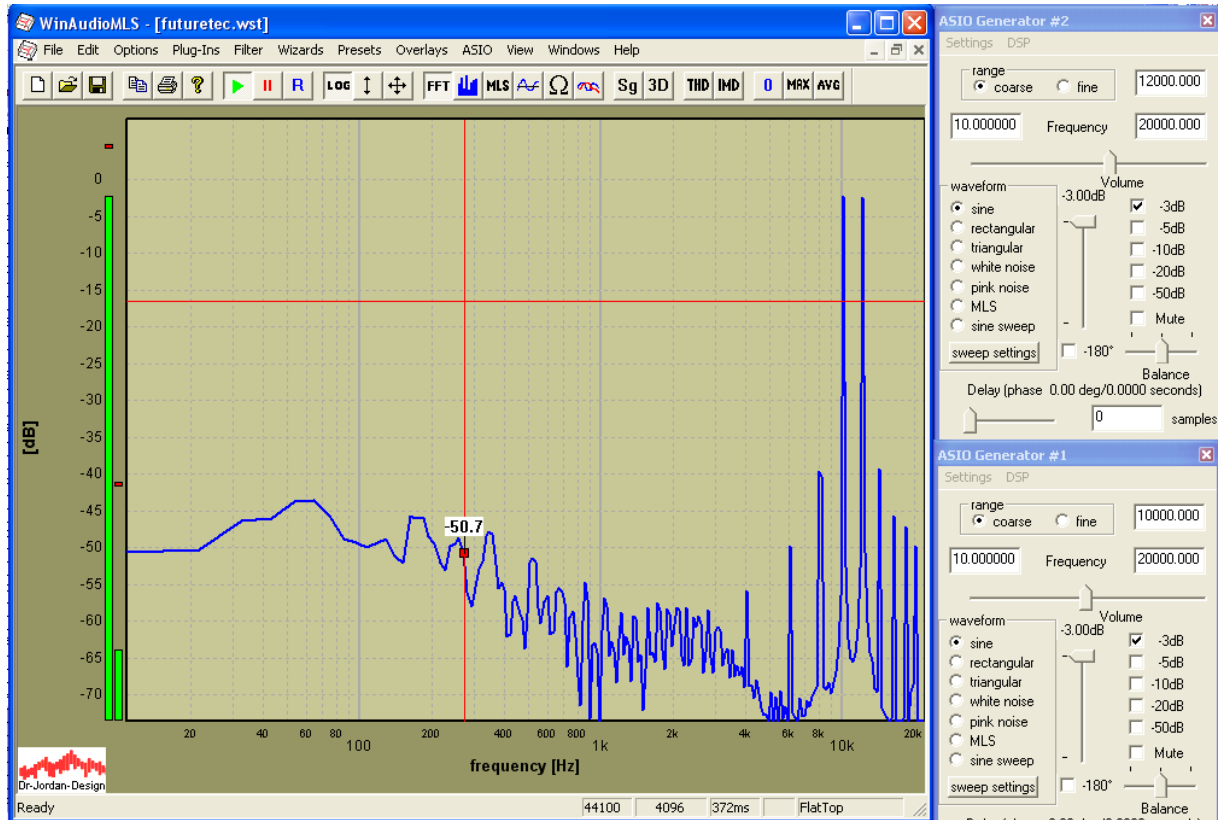 WinAudioMLS - [futuretec.wst]
File Edit Options Plug-Ins Filter Wizards Presets Overlays ASIO View Windows Help
R LOG FFT MLS Ω Sg 3D THD IMD 0 MAX AVG
0
-5
-10
-15
-20
-25
-30
-35
-40
-45
-50
-55
-60
-65
-70
[dB]
-50.7
20 40 60 80 100 200 400 600 800 1k 2k 4k 6k 8k 10k 20k
frequency [Hz]
Dr-Jordan-Design
Ready 44100 4096 372ms FlatTop
ASIO Generator #2
Settings DSP
range
coarse fine
12000.000
10.000000 Frequency 20000.000
Volume
waveform
sine
rectangular
triangular
white noise
pink noise
MLS
sine sweep
sweep settings
-3.00dB
-3dB
-5dB
-10dB
-20dB
-50dB
Mute
-180°
Balance
Delay (phase 0.00 deg/0.0000 seconds)
0 samples
ASIO Generator #1
Settings DSP
range
coarse fine
10000.000
10.000000 Frequency 20000.000
Volume
waveform
sine
rectangular
triangular
white noise
pink noise
MLS
sine sweep
sweep settings
-3.00dB
-3dB
-5dB
-10dB
-20dB
-50dB
Mute
-180°
Balance